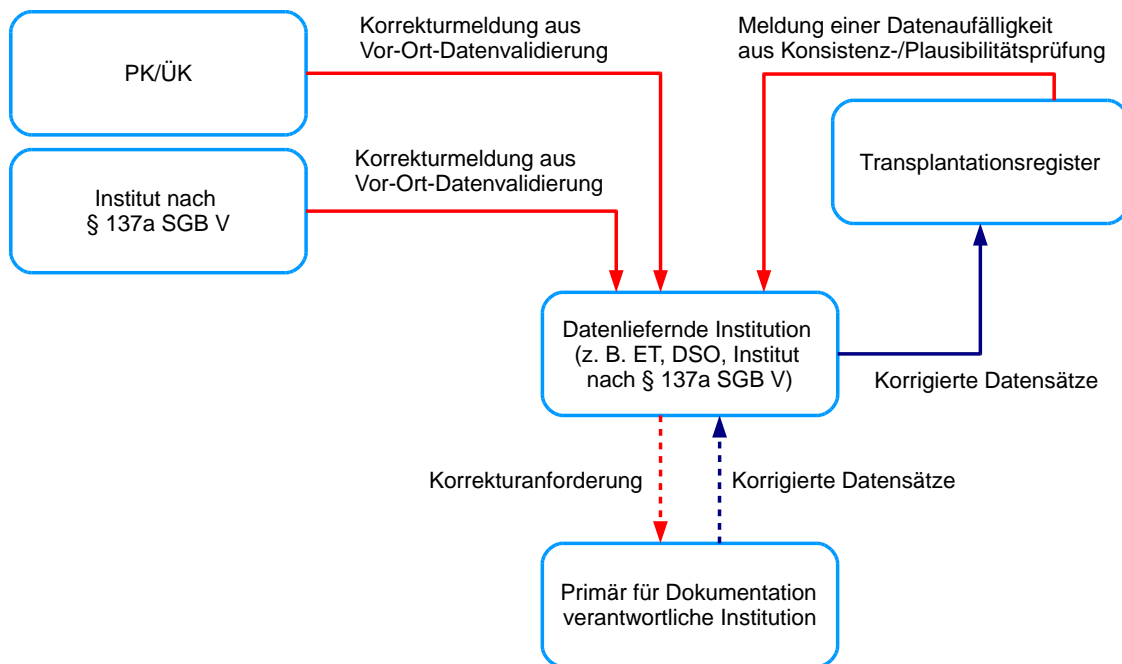 Korrekturmeldung aus
Vor-Ort-Datenvalidierung
Meldung einer Datenaufälligkeit
aus Konsistenz-/Plausibilitätsprüfung
PK/ÜK
Transplantationsregister
Korrekturmeldung aus
Vor-Ort-Datenvalidierung
Institut nach
§ 137a SGB V
Datenliefernde Institution
(z. B. ET, DSO, Institut
nach § 137a SGB V)
Korrigierte Datensätze
Korrekturanforderung
Korrigierte Datensätze
Primär für Dokumentation
verantwortliche Institution